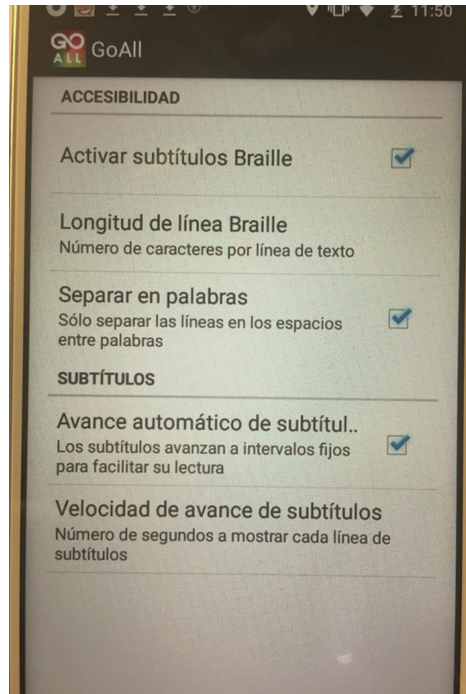 11:50
GO
ALL
GoAll
ACCESIBILIDAD
Activar subtítulos Braille
Longitud de línea Braille
Número de caracteres por línea de texto
Separar en palabras
Sólo separar las líneas en los espacios
entre palabras
SUBTÍTULOS
Avance automático de subtítul..
Los subtítulos avanzan a intervalos fijos
para facilitar su lectura
Velocidad de avance de subtítulos
Número de segundos a mostrar cada línea de
subtítulos